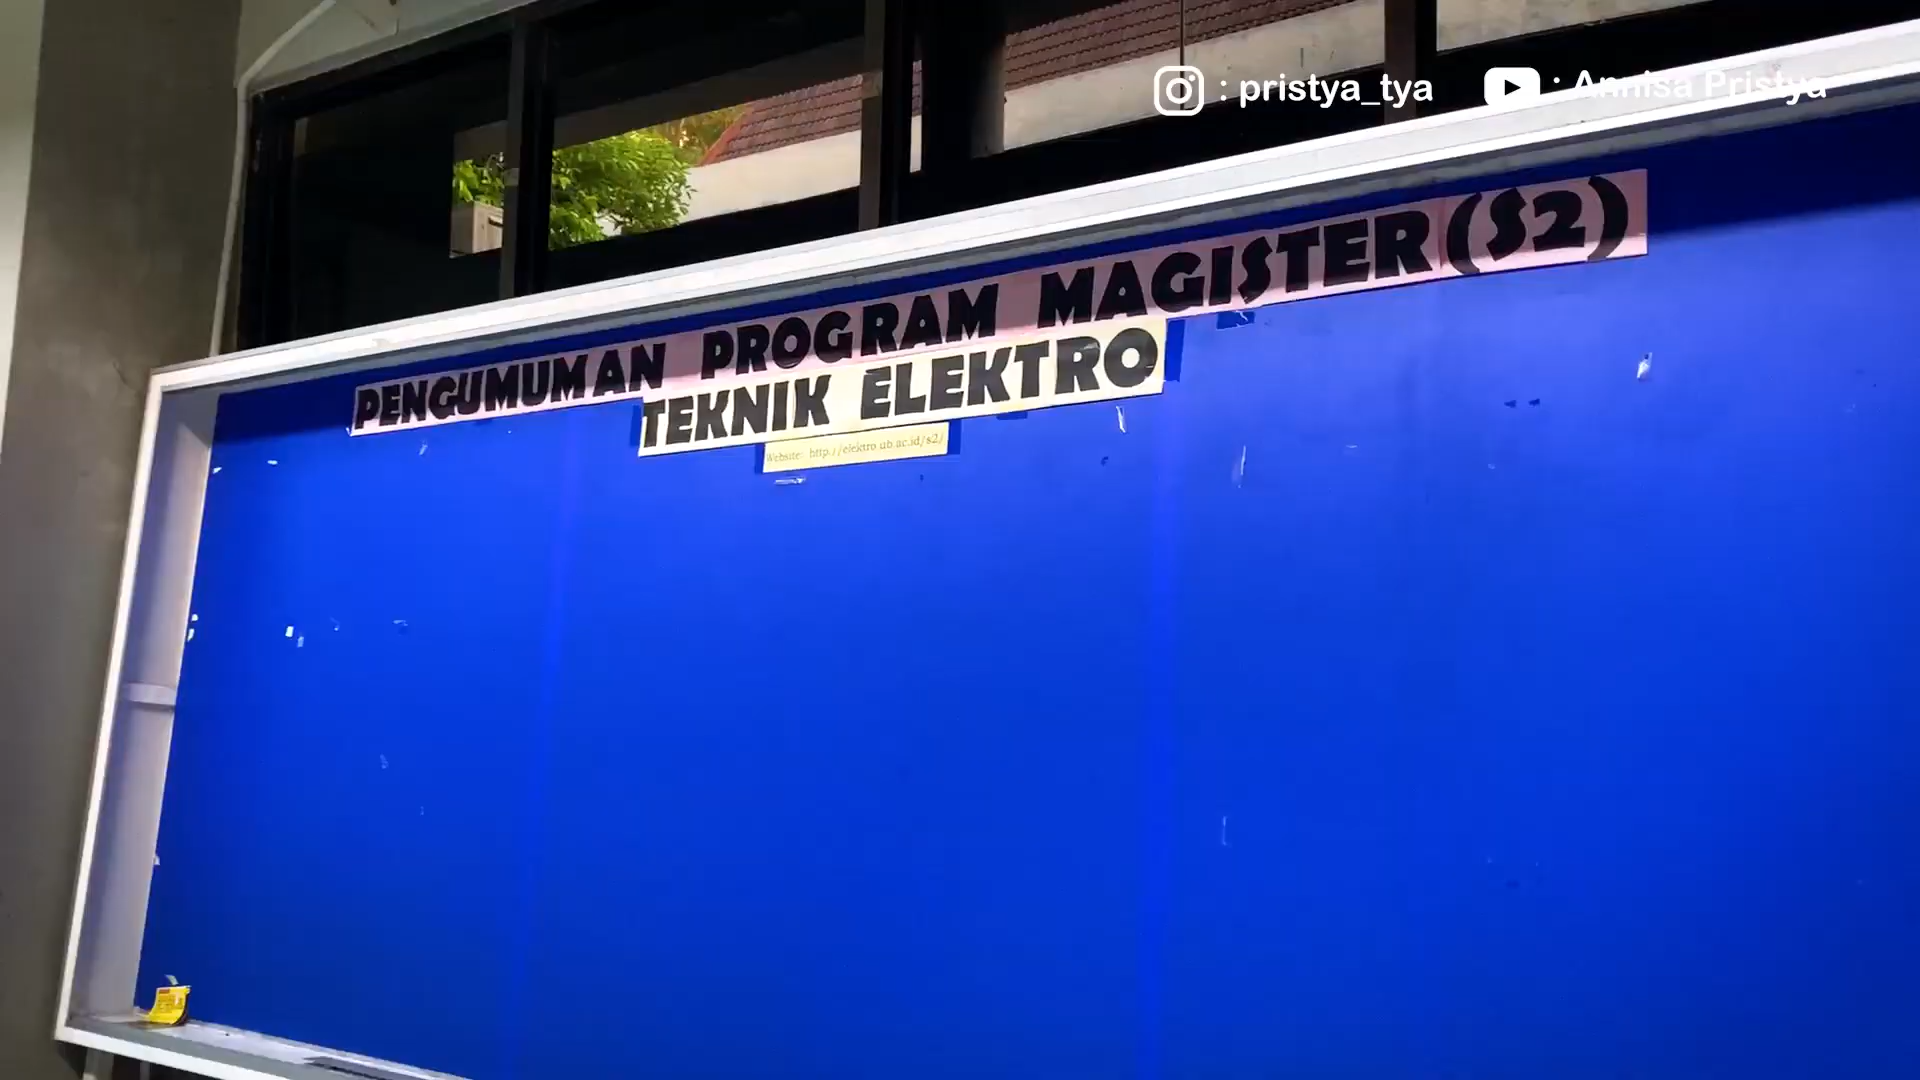 : pristya_tya : Annisa Pristya
PENGUMUMAN PROGRAM MAGISTER (S2)
TEKNIK ELEKTRO
Website: http://elektro.ub.ac.id/s2/